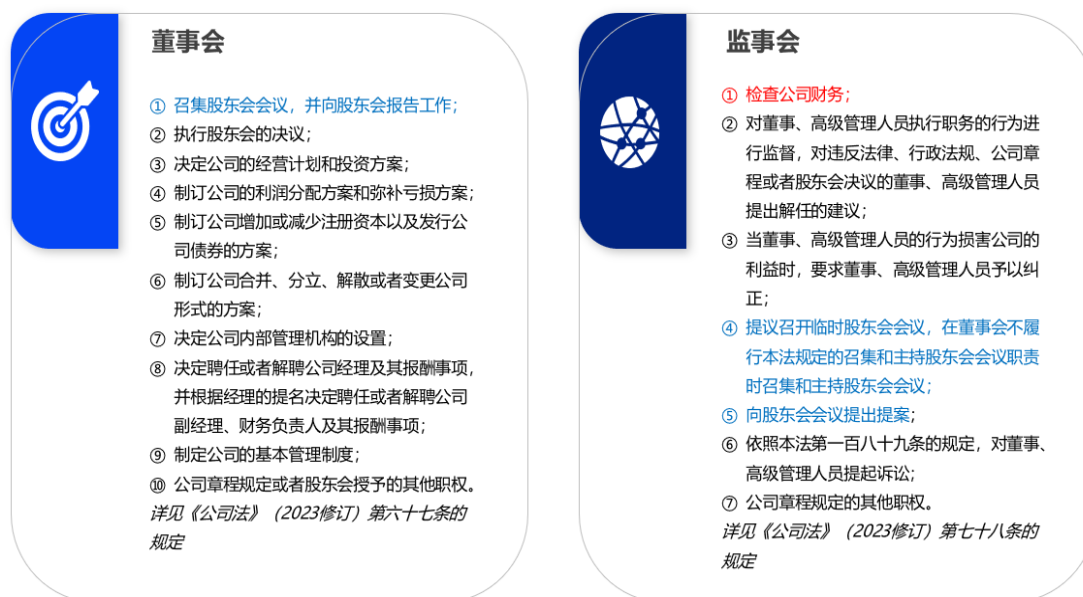 董事会
① 召集股东会会议，并向股东会报告工作；
② 执行股东会的决议；
③ 决定公司的经营计划和投资方案；
④ 制订公司的利润分配方案和弥补亏损方案；
⑤ 制订公司增加或减少注册资本以及发行公
司债券的方案；
⑥ 制订公司合并、分立、解散或者变更公司
形式的方案；
⑦ 决定公司内部管理机构的设置；
⑧ 决定聘任或者解聘公司经理及其报酬事项，
并根据经理的提名决定聘任或者解聘公司
副经理、财务负责人及其报酬事项；
⑨ 制定公司的基本管理制度；
⑩ 公司章程规定或者股东会授予的其他职权。
详见《公司法》（2023修订）第六十七条的
规定
监事会
① 检查公司财务；
② 对董事、高级管理人员执行职务的行为进
行监督，对违反法律、行政法规、公司章
程或者股东会决议的董事、高级管理人员
提出解任的建议；
③ 当董事、高级管理人员的行为损害公司的
利益时，要求董事、高级管理人员予以纠
正；
④ 提议召开临时股东会会议，在董事会不履
行本法规定的召集和主持股东会会议职责
时召集和主持股东会会议；
⑤ 向股东会会议提出提案；
⑥ 依照本法第一百八十九条的规定，对董事、
高级管理人员提起诉讼；
⑦ 公司章程规定的其他职权。
详见《公司法》（2023修订）第七十八条的
规定